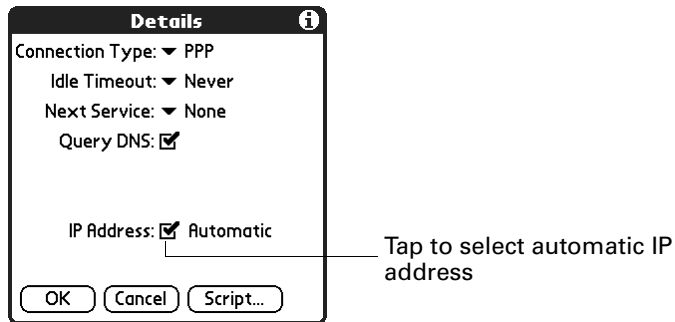 Details
Connection Type: PPP
Idle Timeout: Never
Next Service: None
Query DNS:
IP Address: Automatic
Tap to select automatic IP
address
OK Cancel Script...